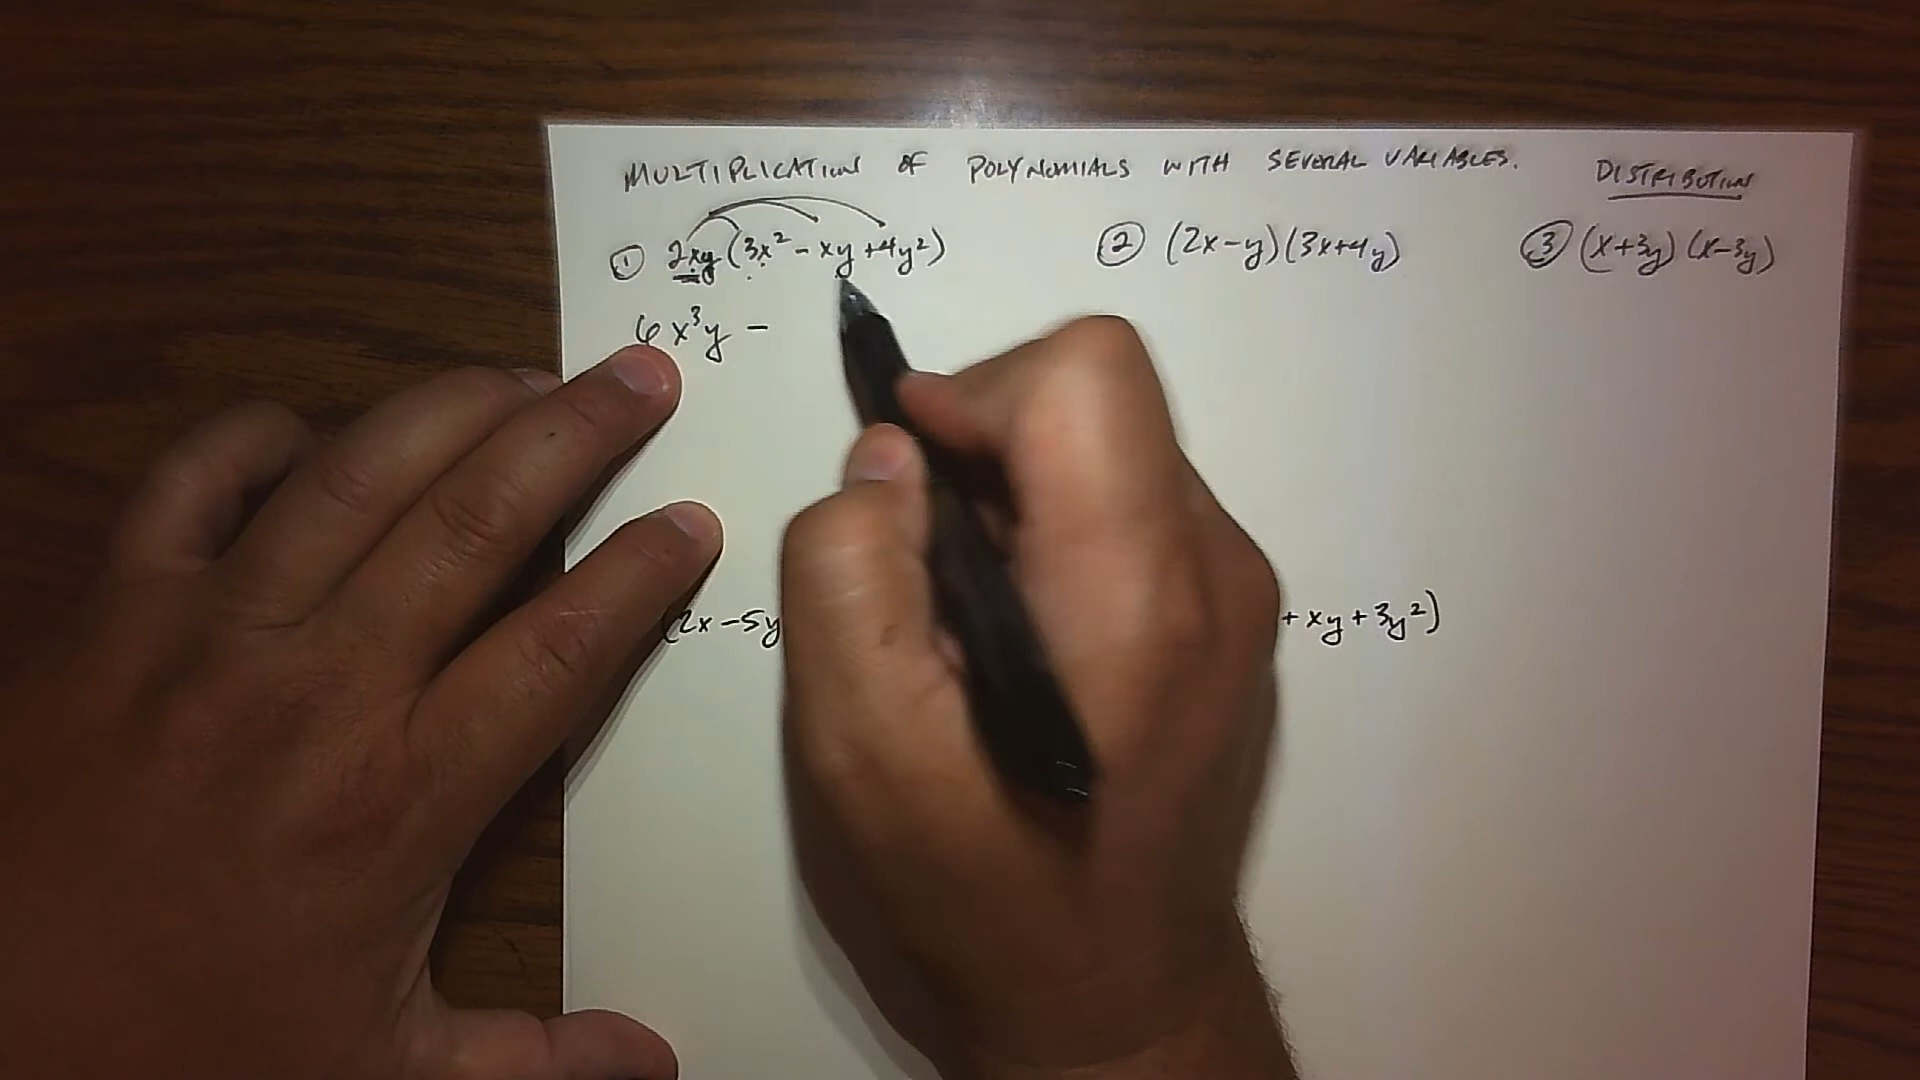 MULTIPLICATION OF POLYNOMIALS WITH SEVERAL VARIABLES. DISTRIBUTION
① 2xy(3x² - xy + 4y²) ② (2x-y)(3x+4y) ③ (x+3y)(x-3y)
6x³y -
(2x-5y + xy + 3y²)